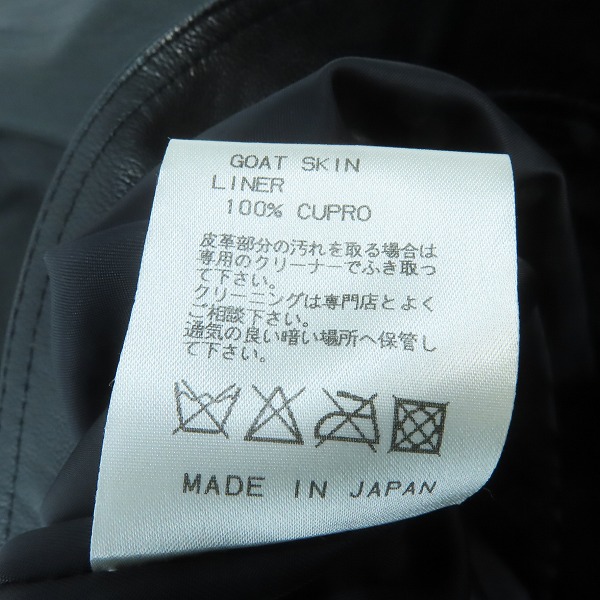 GOAT SKIN
LINER
100% CUPRO
皮革部分の汚れを取る場合は
専用のクリーナーでふき取っ
て下さい。
クリーニングは専門店とよく
ご相談下さい。
通気の良い暗い場所へ保管し
て下さい。
MADE IN JAPAN